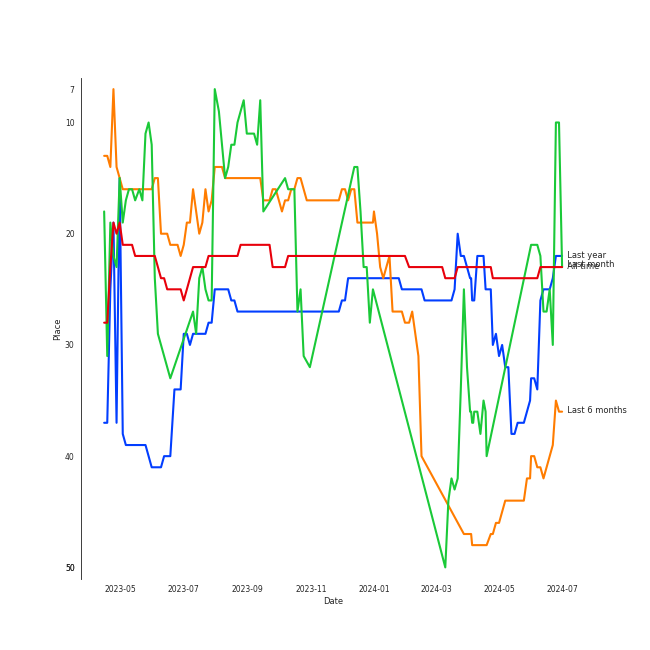 7
10
20
30
40
50
Place
Last year
Last month
All time
Last 6 months
2023-05
2023-07
2023-09
2023-11
2024-01
2024-03
2024-05
2024-07
Date